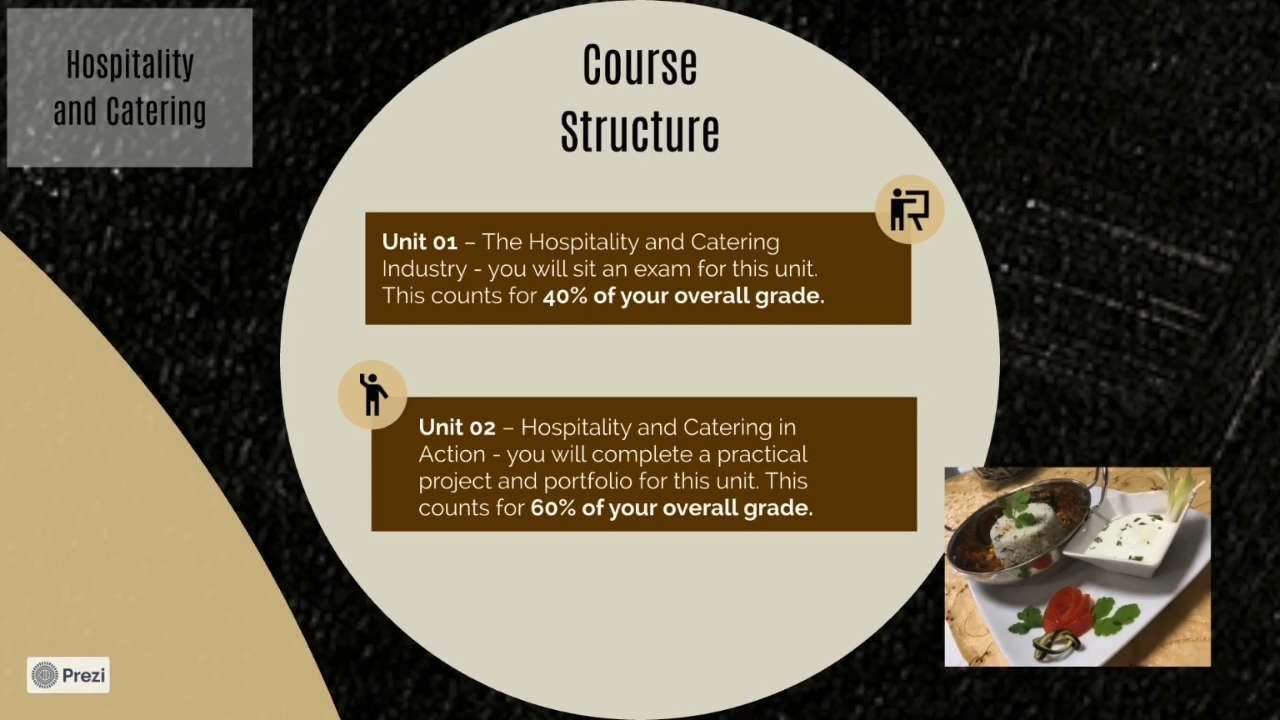 Hospitality
and Catering
Course
Structure
Unit 01 – The Hospitality and Catering
Industry - you will sit an exam for this unit.
This counts for 40% of your overall grade.
Unit 02 – Hospitality and Catering in
Action - you will complete a practical
project and portfolio for this unit. This
counts for 60% of your overall grade.
Prezi